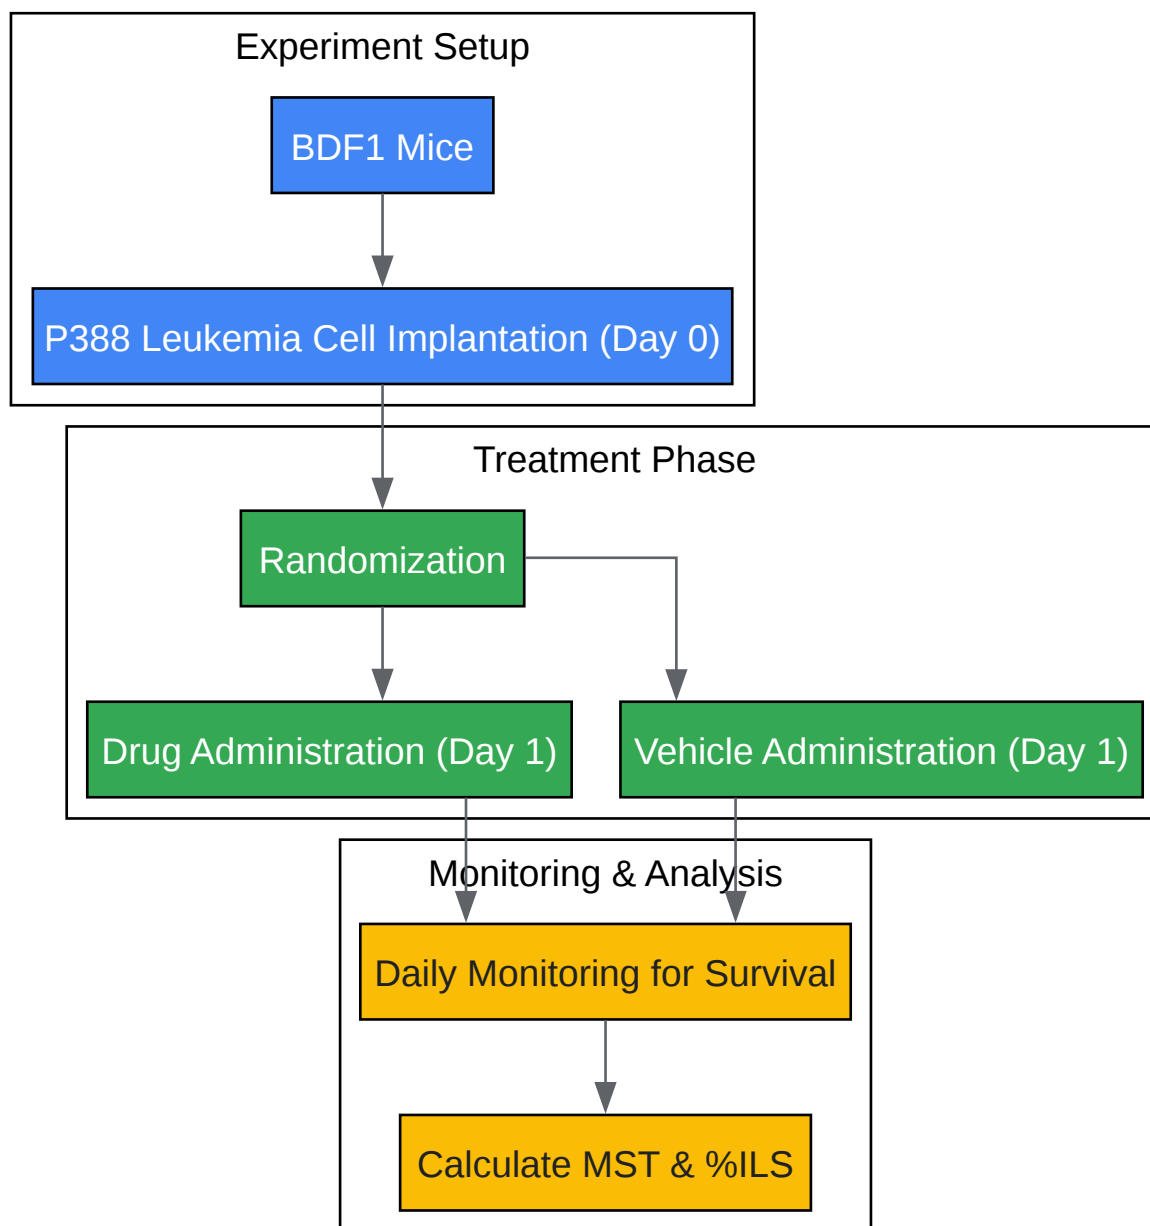 Experiment Setup
BDF1 Mice
P388 Leukemia Cell Implantation (Day 0)
Treatment Phase
Randomization
Drug Administration (Day 1)
Vehicle Administration (Day 1)
Monitoring & Analysis
Daily Monitoring for Survival
Calculate MST & %ILS